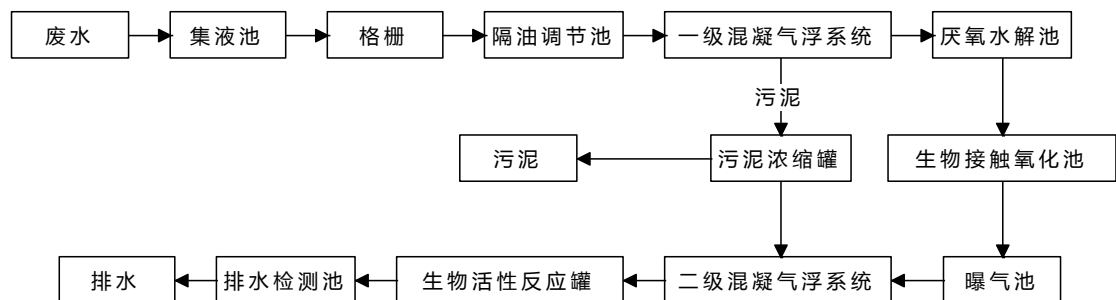 废水
集液池
格栅
隔油调节池
一级混凝气浮系统
厌氧水解池
污泥
污泥
污泥浓缩罐
生物接触氧化池
排水
排水检测池
生物活性反应罐
二级混凝气浮系统
曝气池